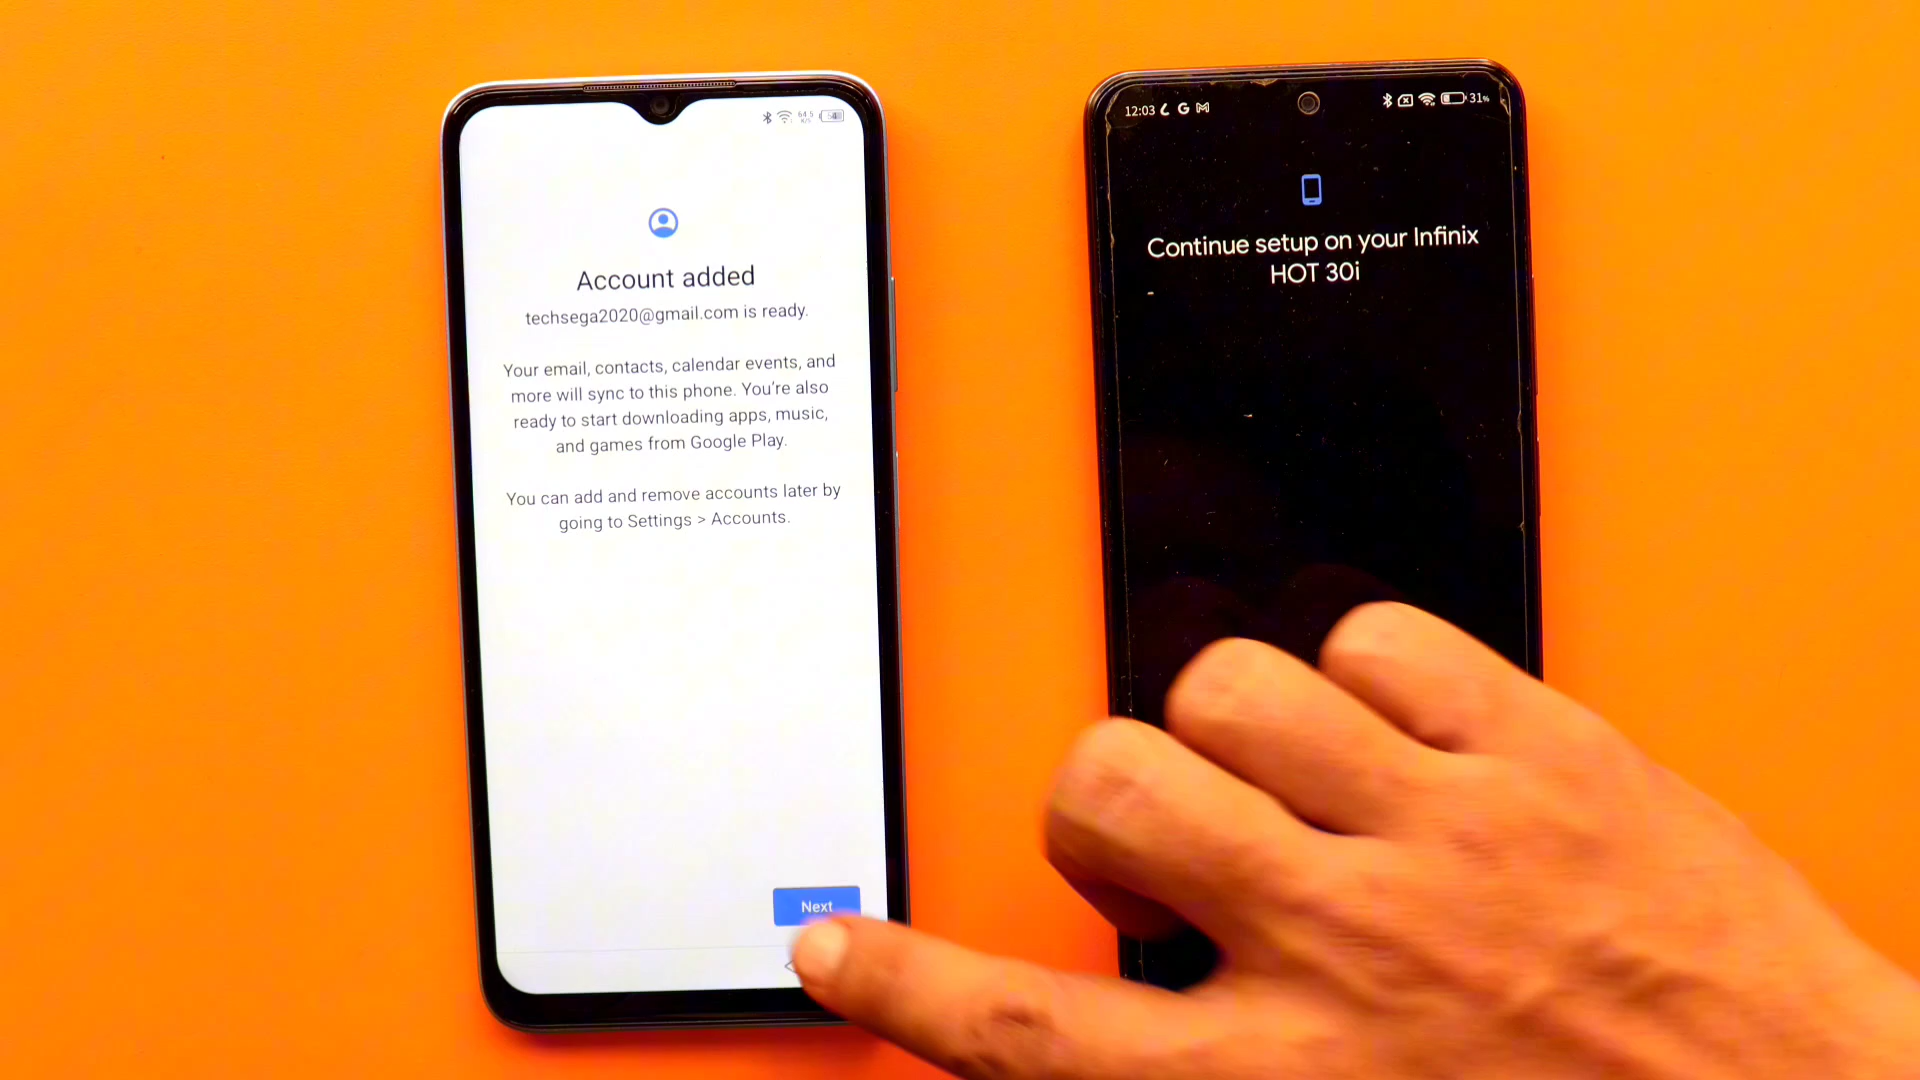 54
Account added
techsega2020@gmail.com is ready.
Your email, contacts, calendar events, and
more will sync to this phone. You're also
ready to start downloading apps, music,
and games from Google Play.
You can add and remove accounts later by
going to Settings > Accounts.
Next
12:03 G M 31%
Continue setup on your Infinix
HOT 30i